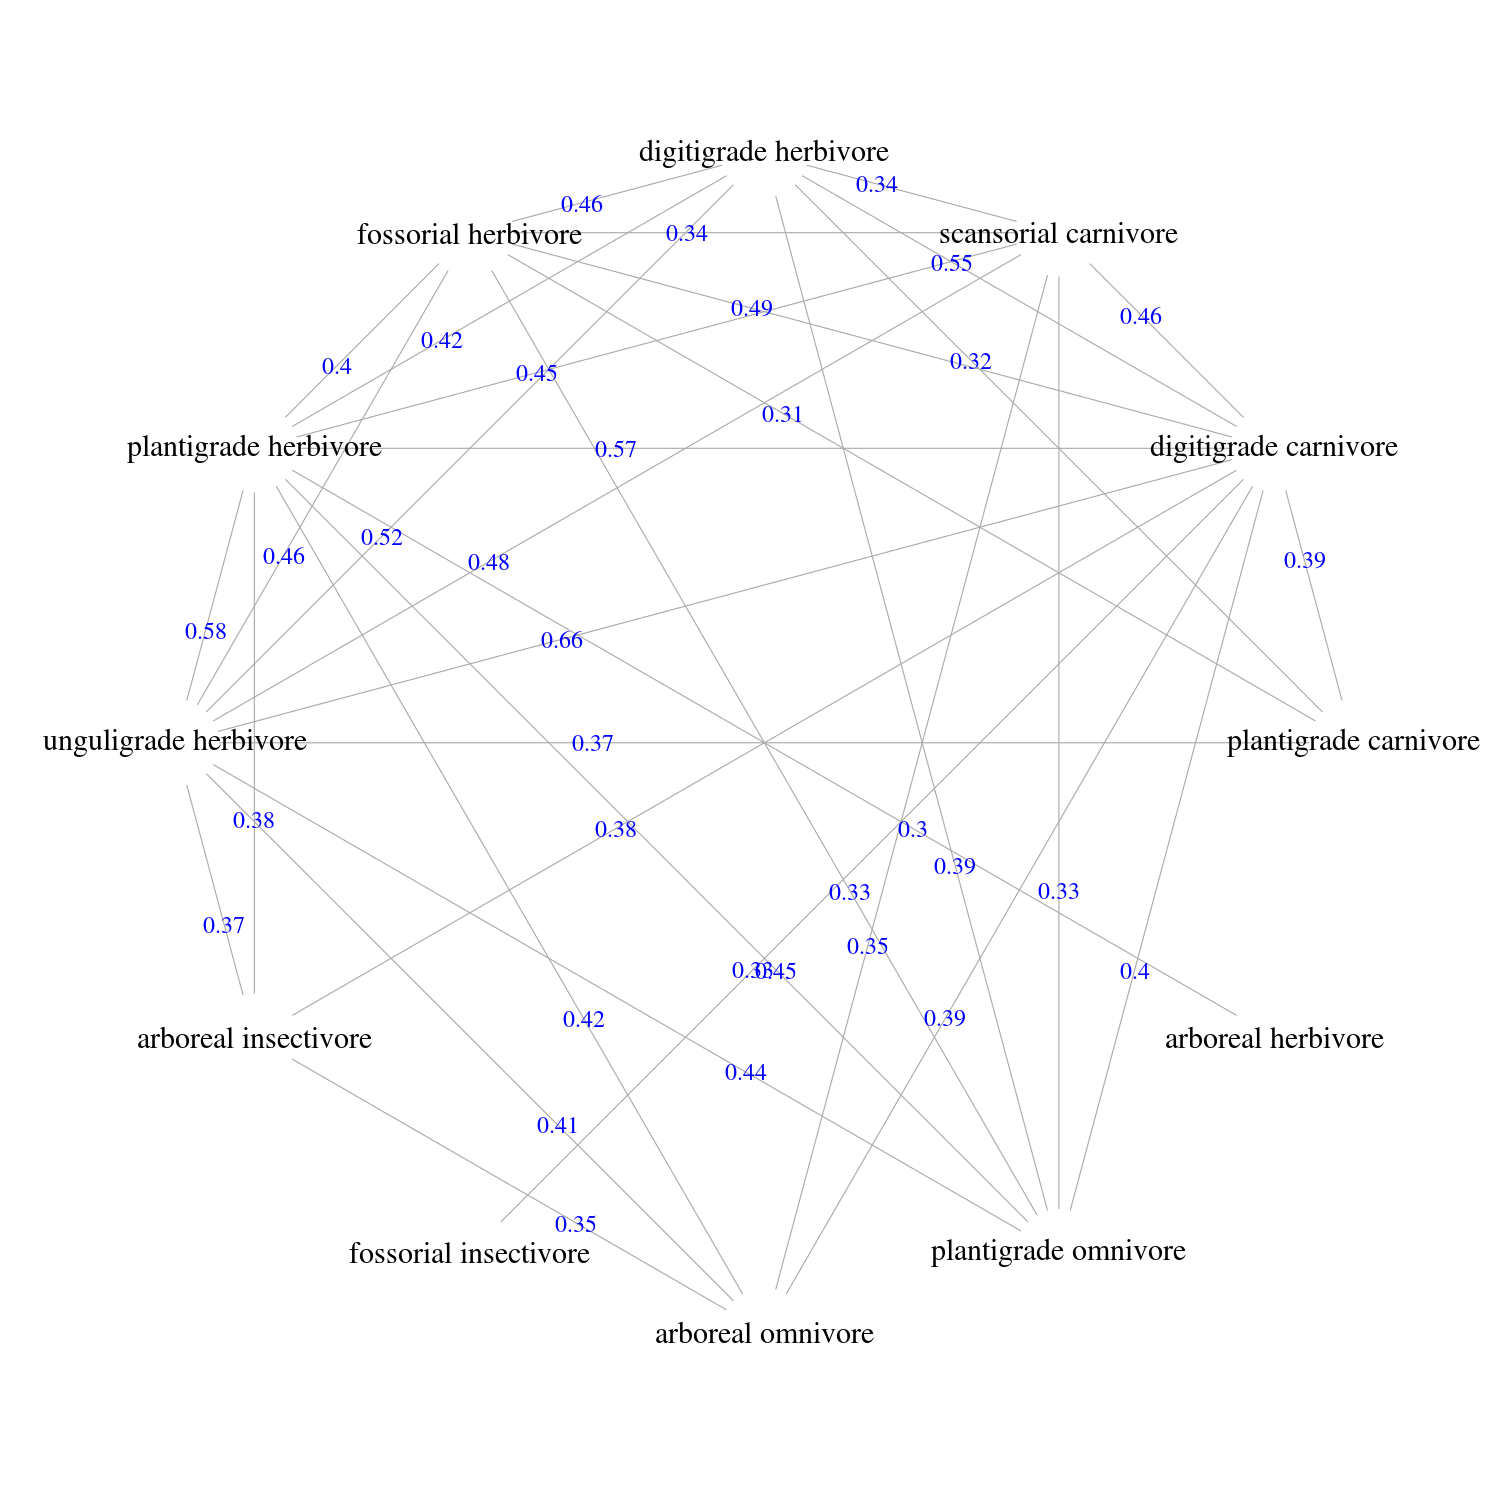 digitigrade herbivore
0.34
0.46
fossorial herbivore
0.34
scansorial carnivore
0.55
0.49
0.46
0.42
0.4
0.45
0.32
0.31
plantigrade herbivore
0.57
digitigrade carnivore
0.52
0.46
0.48
0.39
0.58
0.66
unguligrade herbivore
0.37
plantigrade carnivore
0.38
0.38
0.3
0.39
0.33
0.33
0.37
0.35
0.33
0.45
0.4
0.42
0.39
arboreal insectivore
arboreal herbivore
0.44
0.41
0.35
fossorial insectivore
plantigrade omnivore
arboreal omnivore